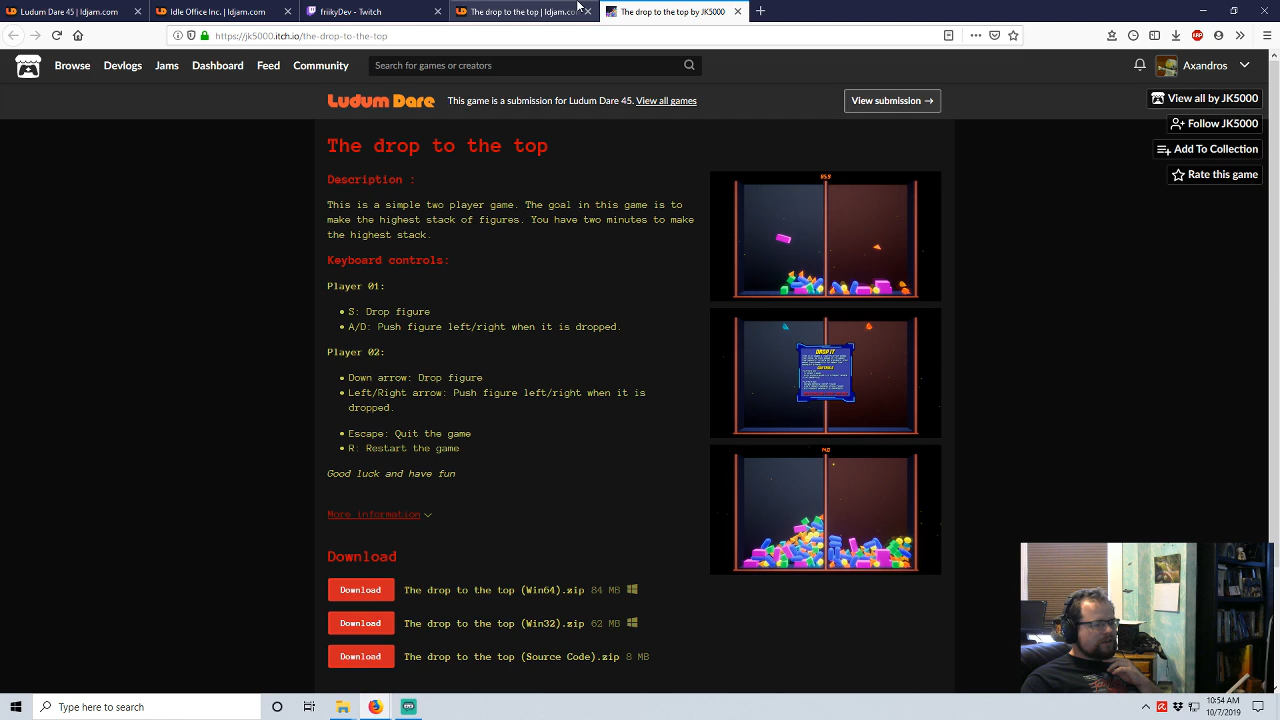 Ludum Dare 45 | ldjam.com
Idle Office Inc. | ldjam.com
friikyDev - Twitch
The drop to the top | ldjam.com
The drop to the top by JK5000
https://jk5000.itch.io/the-drop-to-the-top
Browse Devlogs Jams Dashboard Feed Community
Search for games or creators
Axandros
Ludum Dare
This game is a submission for Ludum Dare 45. View all games
View submission →
View all by JK5000
Follow JK5000
Add To Collection
Rate this game
The drop to the top
Description :
This is a simple two player game. The goal in this game is to
make the highest stack of figures. You have two minutes to make
the highest stack.
Keyboard controls:
Player 01:
• S: Drop figure
• A/D: Push figure left/right when it is dropped.
Player 02:
• Down arrow: Drop figure
• Left/Right arrow: Push figure left/right when it is
dropped.
• Escape: Quit the game
• R: Restart the game
Good luck and have fun
More information
DROP IT
CONTROLS
Download
Download The drop to the top (Win64).zip 84 MB
Download The drop to the top (Win32).zip 62 MB
Download The drop to the top (Source Code).zip 8 MB
Type here to search
10:54 AM
10/7/2019